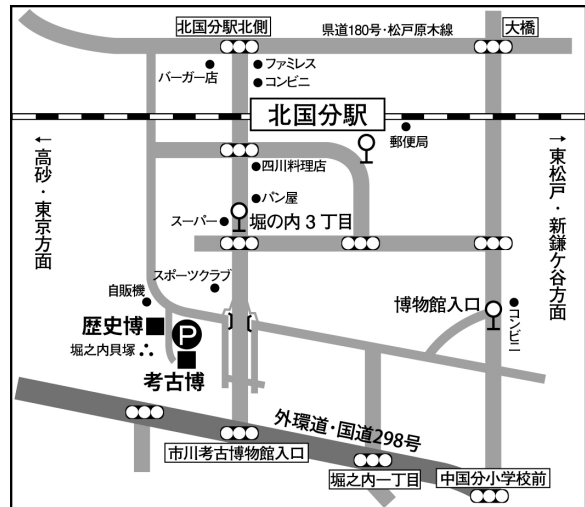 北国分駅北側
県道180号・松戸原木線
大橋
バーガー店
ファミレス
コンビニ
北国分駅
郵便局
←高砂・東京方面
→東松戸・新鎌ケ谷方面
四川料理店
パン屋
スーパー
堀の内3丁目
スポーツクラブ
自販機
博物館入口
コンビニ
歴史博
P
堀之内貝塚
考古博
外環道・国道298号
市川考古博物館入口
堀之内一丁目
中国分小学校前